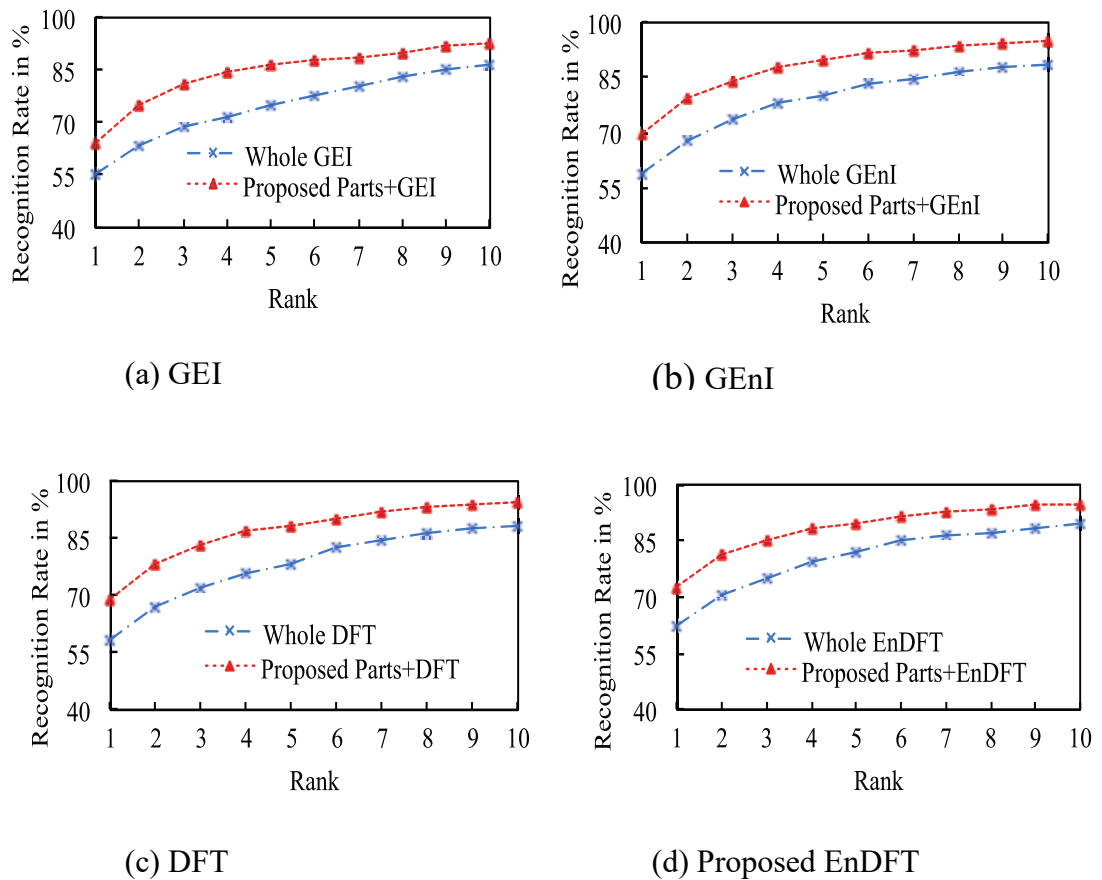 Recognition Rate in %
100
85
70
55
40
Whole GEI
Proposed Parts+GEI
1 2 3 4 5 6 7 8 9 10
Rank
(a) GEI
Recognition Rate in %
100
85
70
55
40
Whole GEnI
Proposed Parts+GEnI
1 2 3 4 5 6 7 8 9 10
Rank
(b) GEnI
Recognition Rate in %
100
85
70
55
40
Whole DFT
Proposed Parts+DFT
1 2 3 4 5 6 7 8 9 10
Rank
(c) DFT
Recognition Rate in %
100
85
70
55
40
Whole EnDFT
Proposed Parts+EnDFT
1 2 3 4 5 6 7 8 9 10
Rank
(d) Proposed EnDFT